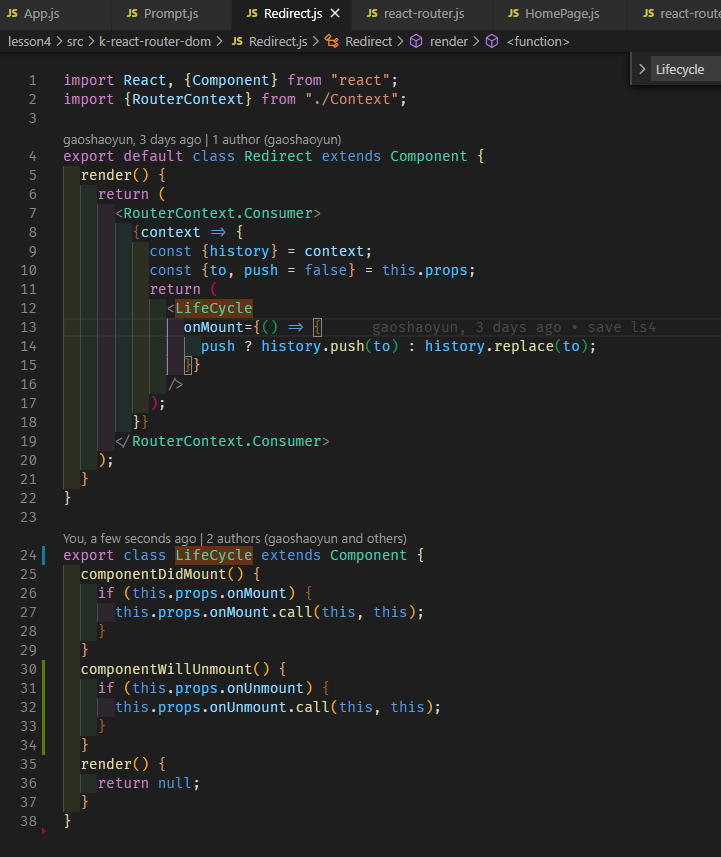 JS App.js JS Prompt.js JS Redirect.js × JS react-router.js JS HomePage.js JS react-route
lesson4 > src > k-react-router-dom > JS Redirect.js > Redirect > render > <function>
> Lifecycle
1 import React, {Component} from "react";
2 import {RouterContext} from "./Context";
3
gaoshaoyun, 3 days ago | 1 author (gaoshaoyun)
4 export default class Redirect extends Component {
5 render() {
6 return (
7 <RouterContext.Consumer>
8 {context => {
9 const {history} = context;
10 const {to, push = false} = this.props;
11 return (
12 <LifeCycle
13 onMount={() => { gaoshaoyun, 3 days ago • save ls4
14 push ? history.push(to) : history.replace(to);
15 }}
16 />
17 );
18 }}
19 </RouterContext.Consumer>
20 );
21 }
22 }
23
You, a few seconds ago | 2 authors (gaoshaoyun and others)
24 export class LifeCycle extends Component {
25 componentDidMount() {
26 if (this.props.onMount) {
27 this.props.onMount.call(this, this);
28 }
29 }
30 componentWillUnmount() {
31 if (this.props.onUnmount) {
32 this.props.onUnmount.call(this, this);
33 }
34 }
35 render() {
36 return null;
37 }
38 }